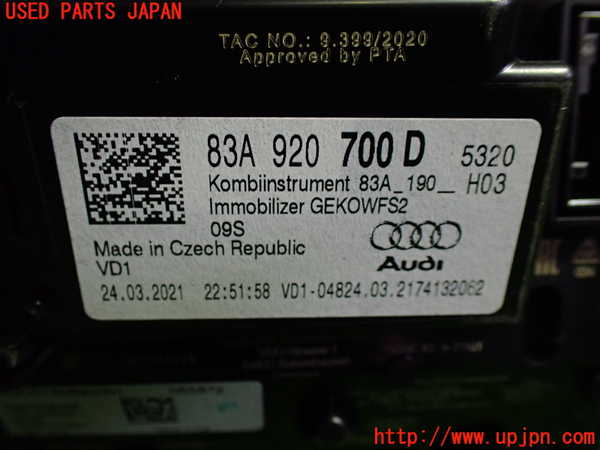 USED PARTS JAPAN
TAC NO.: 9.399/2020
Approved by PTA
83A 920 700 D 5320
Kombiinstrument 83A_190__ H03
Immobilizer GEKOWFS2
09S
Made in Czech Republic
VD1
Audi
24.03.2021 22:51:58 VD1-04824.03.2174132062
UPJ http://www.upjpn.com/